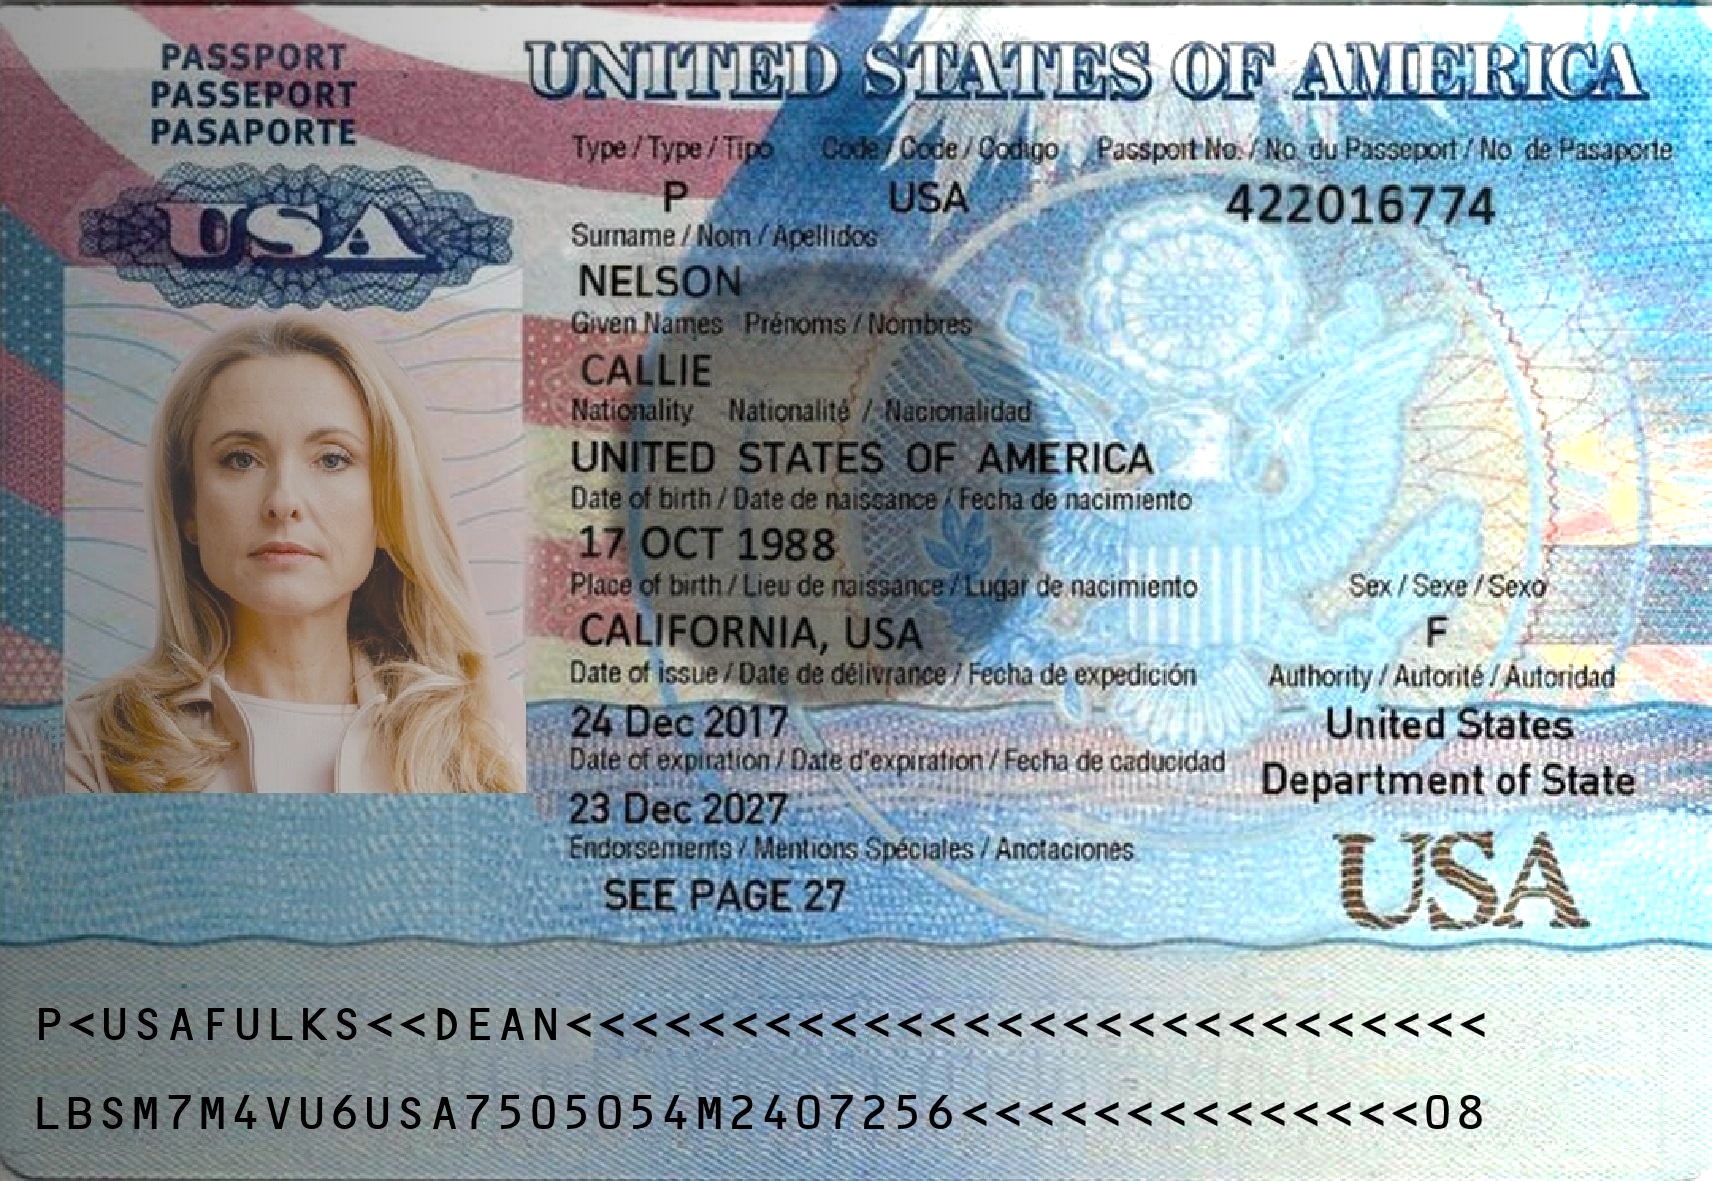 PASSPORT
PASSEPORT
PASAPORTE
USA
UNITED STATES OF AMERICA
Type / Type / Tipo Code / Code / Codigo Passport No. / No. du Passeport / No de Pasaporte
P USA 422016774
Surname / Nom / Apellidos
NELSON
Given Names Prénoms / Nombres
CALLIE
Nationality Nationalité / Nacionalidad
UNITED STATES OF AMERICA
Date of birth / Date de naissance / Fecha de nacimiento
17 OCT 1988
Place of birth / Lieu de naissance / Lugar de nacimiento Sex / Sexe / Sexo
CALIFORNIA, USA F
Date of issue / Date de délivrance / Fecha de expedición Authority / Autorité / Autoridad
24 Dec 2017 United States
Date of expiration / Date d'expiration / Fecha de caducidad Department of State
23 Dec 2027
Endorsements / Mentions Spéciales / Anotaciones
SEE PAGE 27 USA
P<USAFULKS<<DEAN<<<<<<<<<<<<<<<<<<<<<<<<<<<<
LBSM7M4VU6USA7505054M2407256<<<<<<<<<<<<<<08